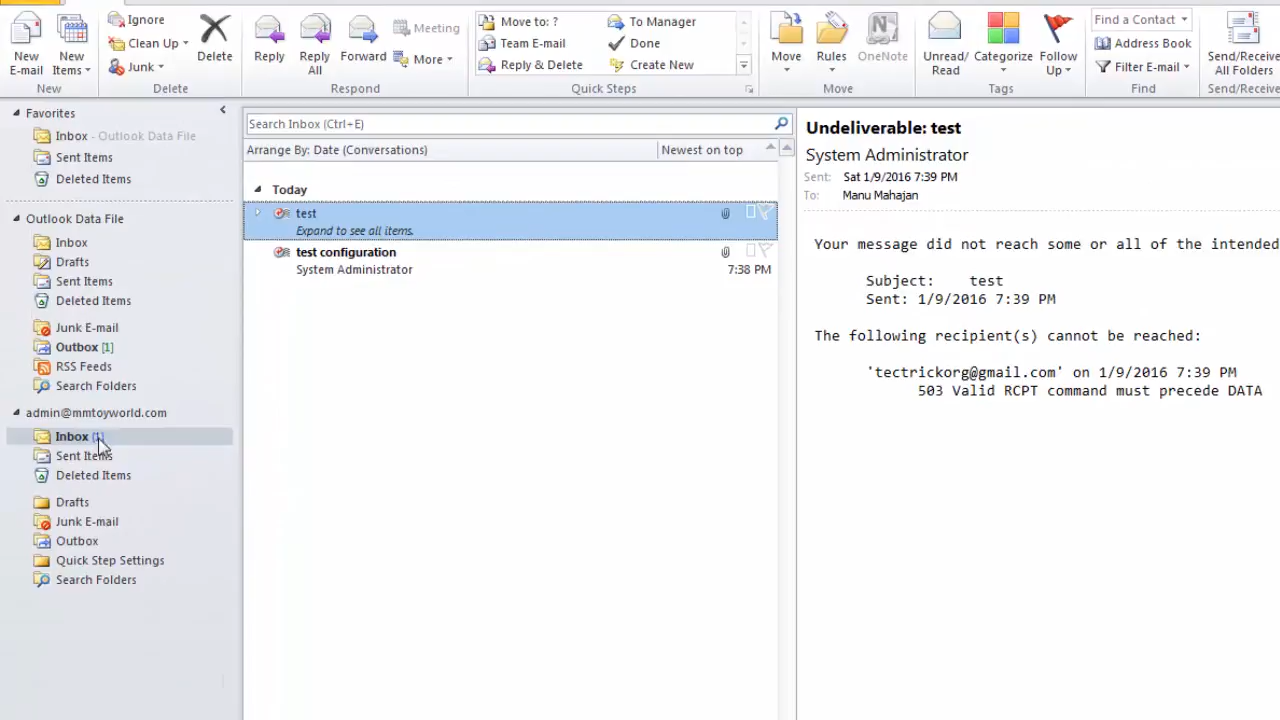 Ignore
Clean Up
Junk
Delete
New
E-mail
New
Items
Reply
Reply
All
Forward
Meeting
More
Move to: ?
Team E-mail
Reply & Delete
To Manager
Done
Create New
Move
Rules
OneNote
Unread/
Read
Categorize
Follow
Up
Find a Contact
Address Book
Filter E-mail
Send/Receive
All Folders
New
Delete
Respond
Quick Steps
Move
Tags
Find
Send/Receive
Favorites
Inbox - Outlook Data File
Sent Items
Deleted Items
Outlook Data File
Inbox
Drafts
Sent Items
Deleted Items
Junk E-mail
Outbox [1]
RSS Feeds
Search Folders
admin@mmtoyworld.com
Inbox (1)
Sent Items
Deleted Items
Drafts
Junk E-mail
Outbox
Quick Step Settings
Search Folders
Search Inbox (Ctrl+E)
Arrange By: Date (Conversations)
Newest on top
Today
test
Expand to see all items.
test configuration
System Administrator
7:38 PM
Undeliverable: test
System Administrator
Sent: Sat 1/9/2016 7:39 PM
To: Manu Mahajan
Your message did not reach some or all of the intended
Subject: test
Sent: 1/9/2016 7:39 PM
The following recipient(s) cannot be reached:
'tectrickorg@gmail.com' on 1/9/2016 7:39 PM
503 Valid RCPT command must precede DATA